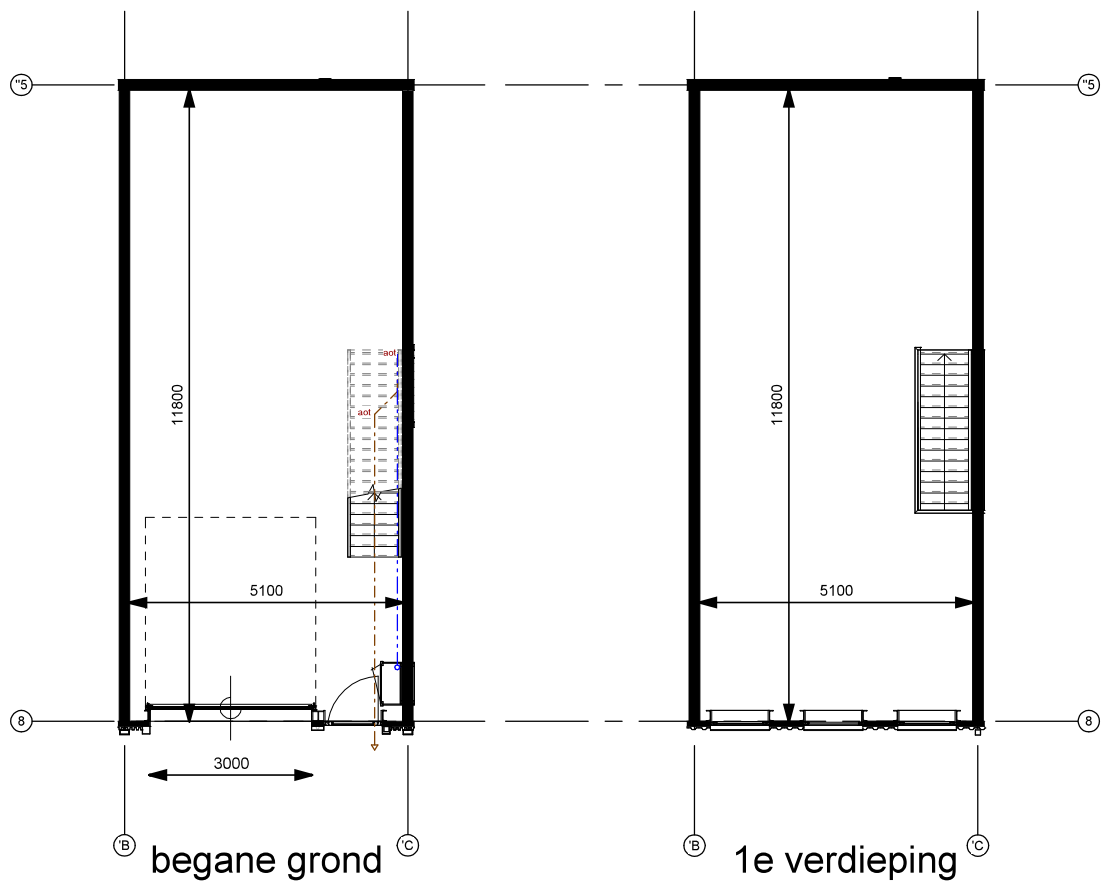 "5
"5
aot
aot
11800
11800
5100
5100
8
8
3000
'B
'C
'B
'C
begane grond
1e verdieping